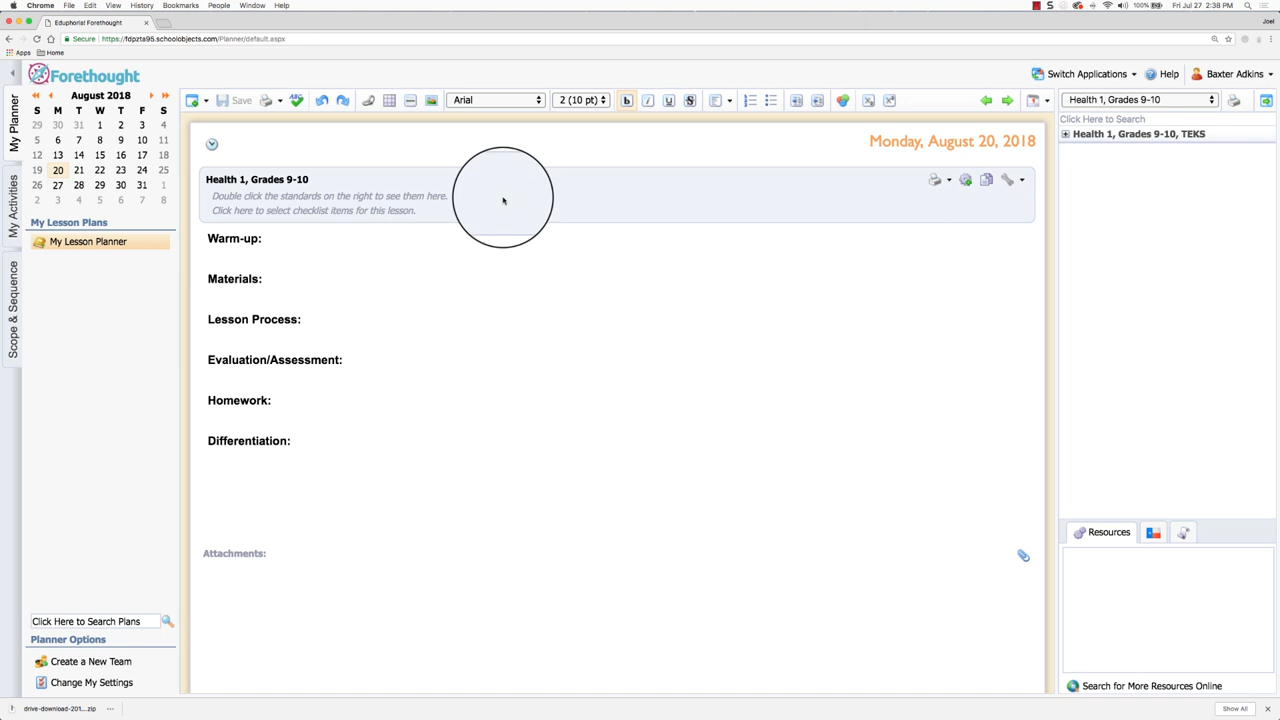 Chrome File Edit View History Bookmarks People Window Help 100% Fri Jul 27 2:38 PM
Eduphoria! Forethought Joel
Secure https://fdpzta95.schoolobjects.com/Planner/default.aspx
Apps Home
Forethought Switch Applications Help Baxter Adkins
My Planner
My Activities
Scope & Sequence
August 2018
S M T W T F S
29 30 31 1 2 3 4
5 6 7 8 9 10 11
12 13 14 15 16 17 18
19 20 21 22 23 24 25
26 27 28 29 30 31 1
2 3 4 5 6 7 8
My Lesson Plans
My Lesson Planner
Click Here to Search Plans
Planner Options
Create a New Team
Change My Settings
Save Arial 2 (10 pt) b i u S
Monday, August 20, 2018
Health 1, Grades 9-10
Double click the standards on the right to see them here.
Click here to select checklist items for this lesson.
Warm-up:
Materials:
Lesson Process:
Evaluation/Assessment:
Homework:
Differentiation:
Attachments:
Health 1, Grades 9-10
Click Here to Search
Health 1, Grades 9-10, TEKS
Resources
Search for More Resources Online
drive-download-201....zip Show All